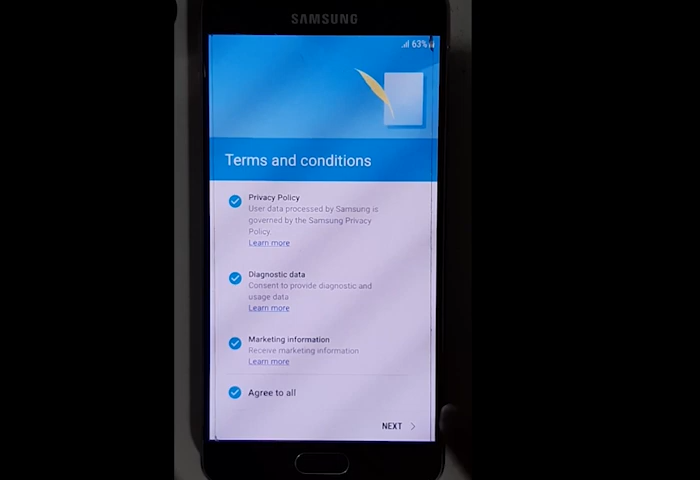 SAMSUNG
63%
Terms and conditions
Privacy Policy
User data processed by Samsung is
governed by the Samsung Privacy
Policy.
Learn more
Diagnostic data
Consent to provide diagnostic and
usage data
Learn more
Marketing information
Receive marketing information
Learn more
Agree to all
NEXT